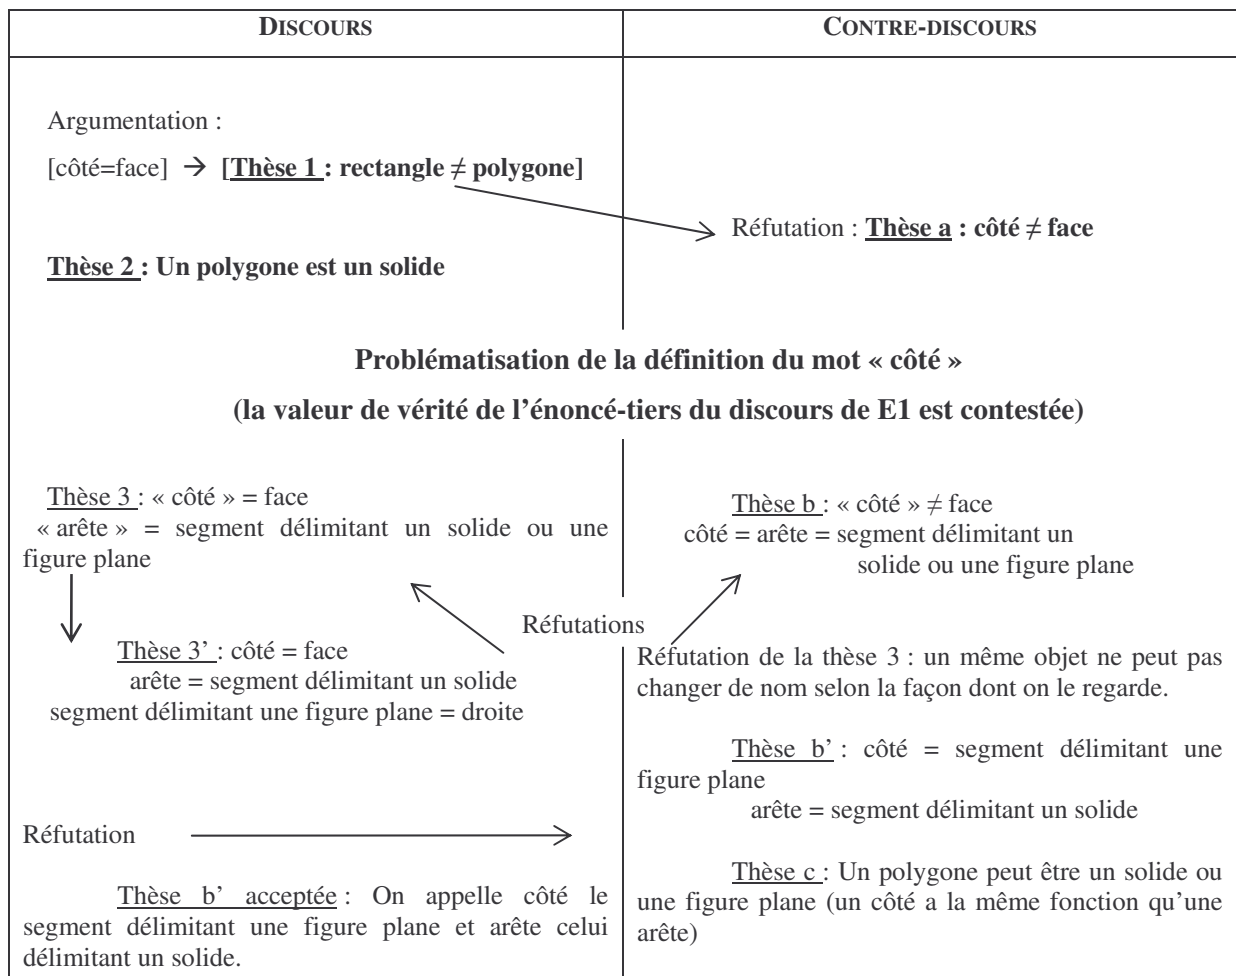 DISCOURS
CONTRE-DISCOURS
Argumentation :
[côté=face] → [Thèse 1 : rectangle ≠ polygone]
Réfutation : Thèse a : côté ≠ face
Thèse 2 : Un polygone est un solide
Problématisation de la définition du mot « côté »
(la valeur de vérité de l’énoncé-tiers du discours de E1 est contestée)
Thèse 3 : « côté » = face
« arête » = segment délimitant un solide ou une
figure plane
Thèse b : « côté » ≠ face
côté = arête = segment délimitant un
solide ou une figure plane
Réfutations
Thèse 3’ : côté = face
arête = segment délimitant un solide
segment délimitant une figure plane = droite
Réfutation de la thèse 3 : un même objet ne peut pas
changer de nom selon la façon dont on le regarde.
Thèse b’ : côté = segment délimitant une
figure plane
arête = segment délimitant un solide
Réfutation
Thèse b’ acceptée : On appelle côté le
segment délimitant une figure plane et arête celui
délimitant un solide.
Thèse c : Un polygone peut être un solide ou
une figure plane (un côté a la même fonction qu’une
arête)